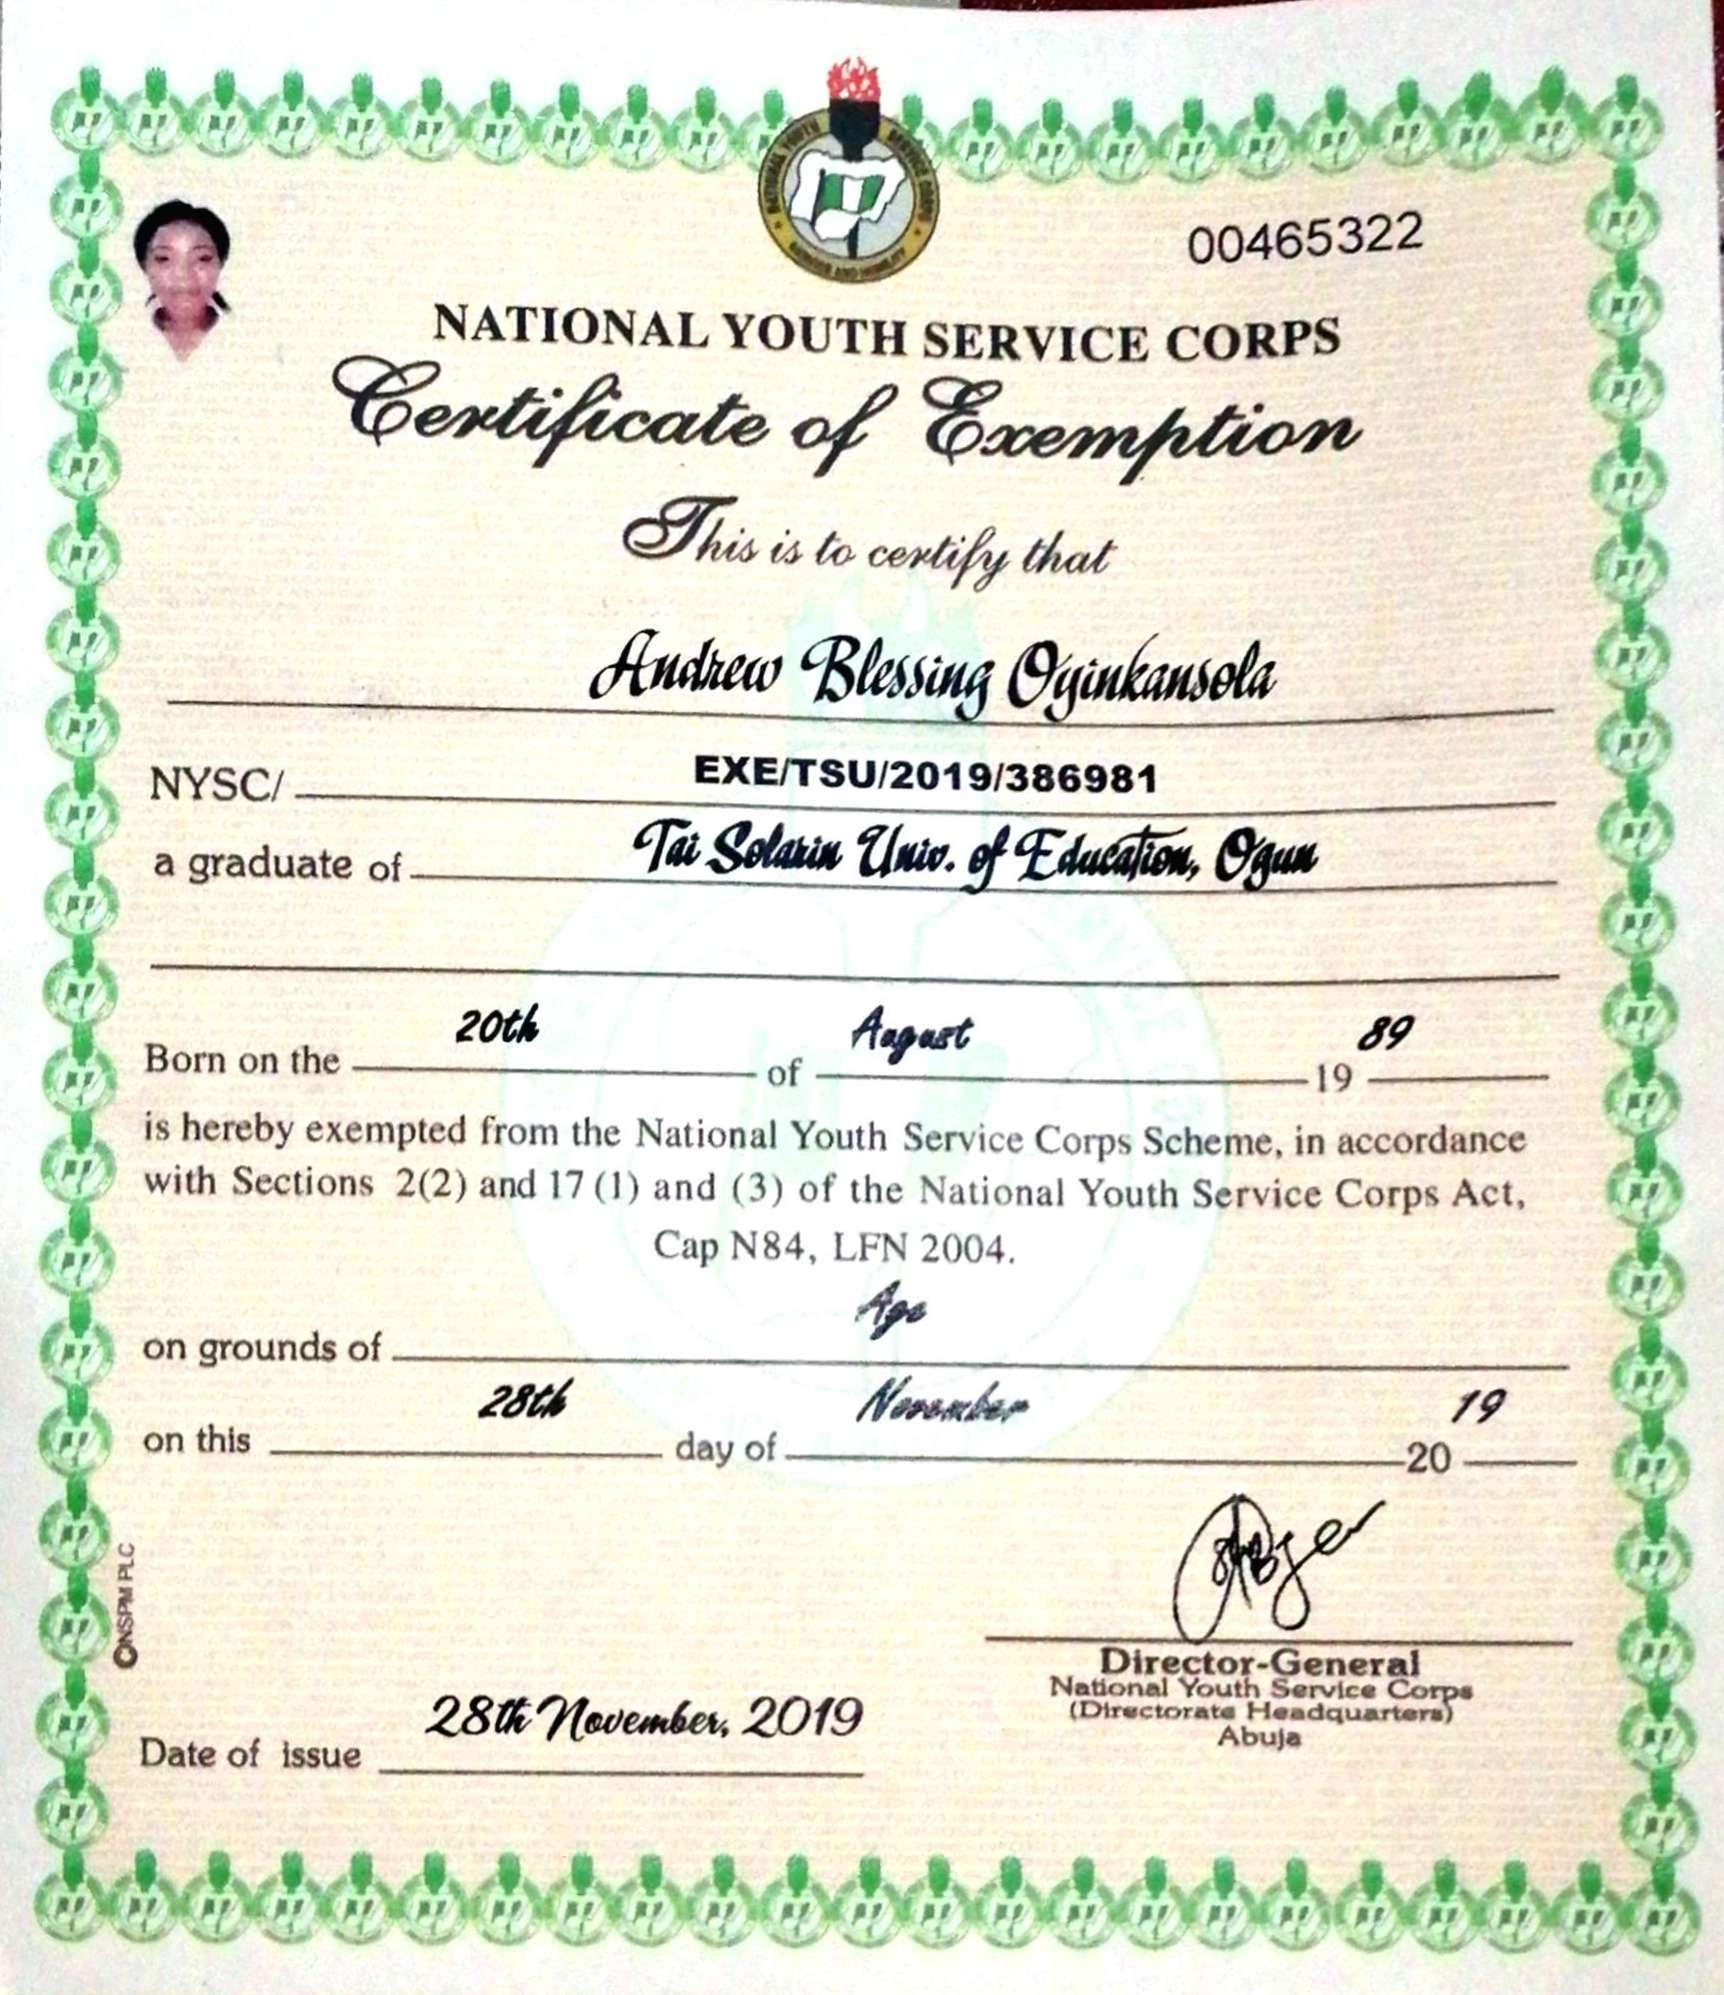 NATIONAL YOUTH SERVICE CORPS
00465322
NATIONAL YOUTH SERVICE CORPS
Certificate of Exemption
This is to certify that
Andrew Blessing Oyinkansola
NYSC/ EXE/TSU/2019/386981
a graduate of Tai Solarin Univ. of Education, Ogun
Born on the 20th of August 19 89
is hereby exempted from the National Youth Service Corps Scheme, in accordance
with Sections 2(2) and 17 (1) and (3) of the National Youth Service Corps Act,
Cap N84, LFN 2004.
on grounds of Age
on this 28th day of November 20 19
NSPM PLC
Director-General
National Youth Service Corps
(Directorate Headquarters)
Abuja
Date of issue 28th November, 2019